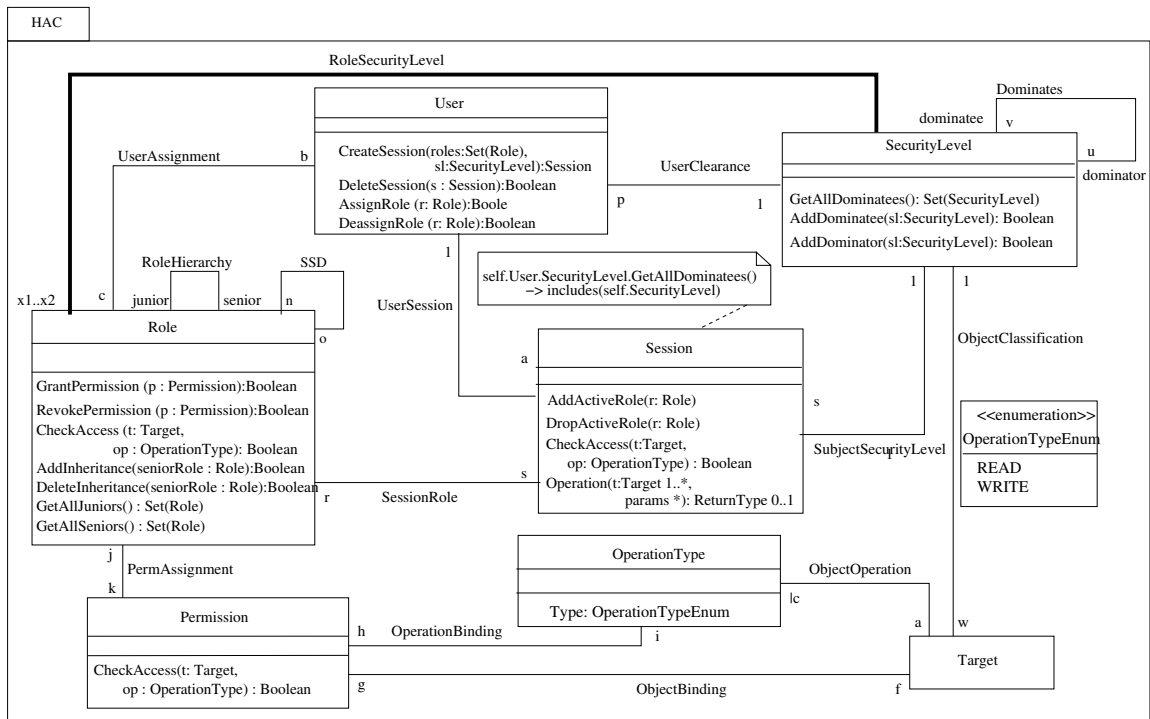 HAC
RoleSecurityLevel
Dominates
User
dominatee
v
SecurityLevel
UserAssignment
b
CreateSession(roles:Set(Role),
sl:SecurityLevel):Session
DeleteSession(s : Session):Boolean
AssignRole (r: Role):Boole
DeassignRole (r: Role):Boolean
UserClearance
p
1
u
dominator
GetAllDominatees(): Set(SecurityLevel)
AddDominatee(sl:SecurityLevel): Boolean
AddDominator(sl:SecurityLevel): Boolean
1
RoleHierarchy
SSD
self.User.SecurityLevel.GetAllDominatees()
−> includes(self.SecurityLevel)
1
1
x1..x2
c
junior
senior
n
o
UserSession
Role
ObjectClassification
Session
a
GrantPermission (p : Permission):Boolean
RevokePermission (p : Permission):Boolean
CheckAccess (t: Target,
op : OperationType): Boolean
AddInheritance(seniorRole : Role):Boolean
DeleteInheritance(seniorRole : Role):Boolean
GetAllJuniors() : Set(Role)
GetAllSeniors() : Set(Role)
AddActiveRole(r: Role)
DropActiveRole(r: Role)
CheckAccess(t:Target,
op: OperationType) : Boolean
Operation(t:Target 1..*,
params *): ReturnType 0..1
s
SubjectSecurityLevel
<<enumeration>>
OperationTypeEnum
READ
WRITE
r
SessionRole
s
j
PermAssignment
k
OperationType
Type: OperationTypeEnum
ObjectOperation
|c
Permission
h
OperationBinding
i
a
w
CheckAccess(t: Target,
op : OperationType) : Boolean
Target
g
ObjectBinding
f